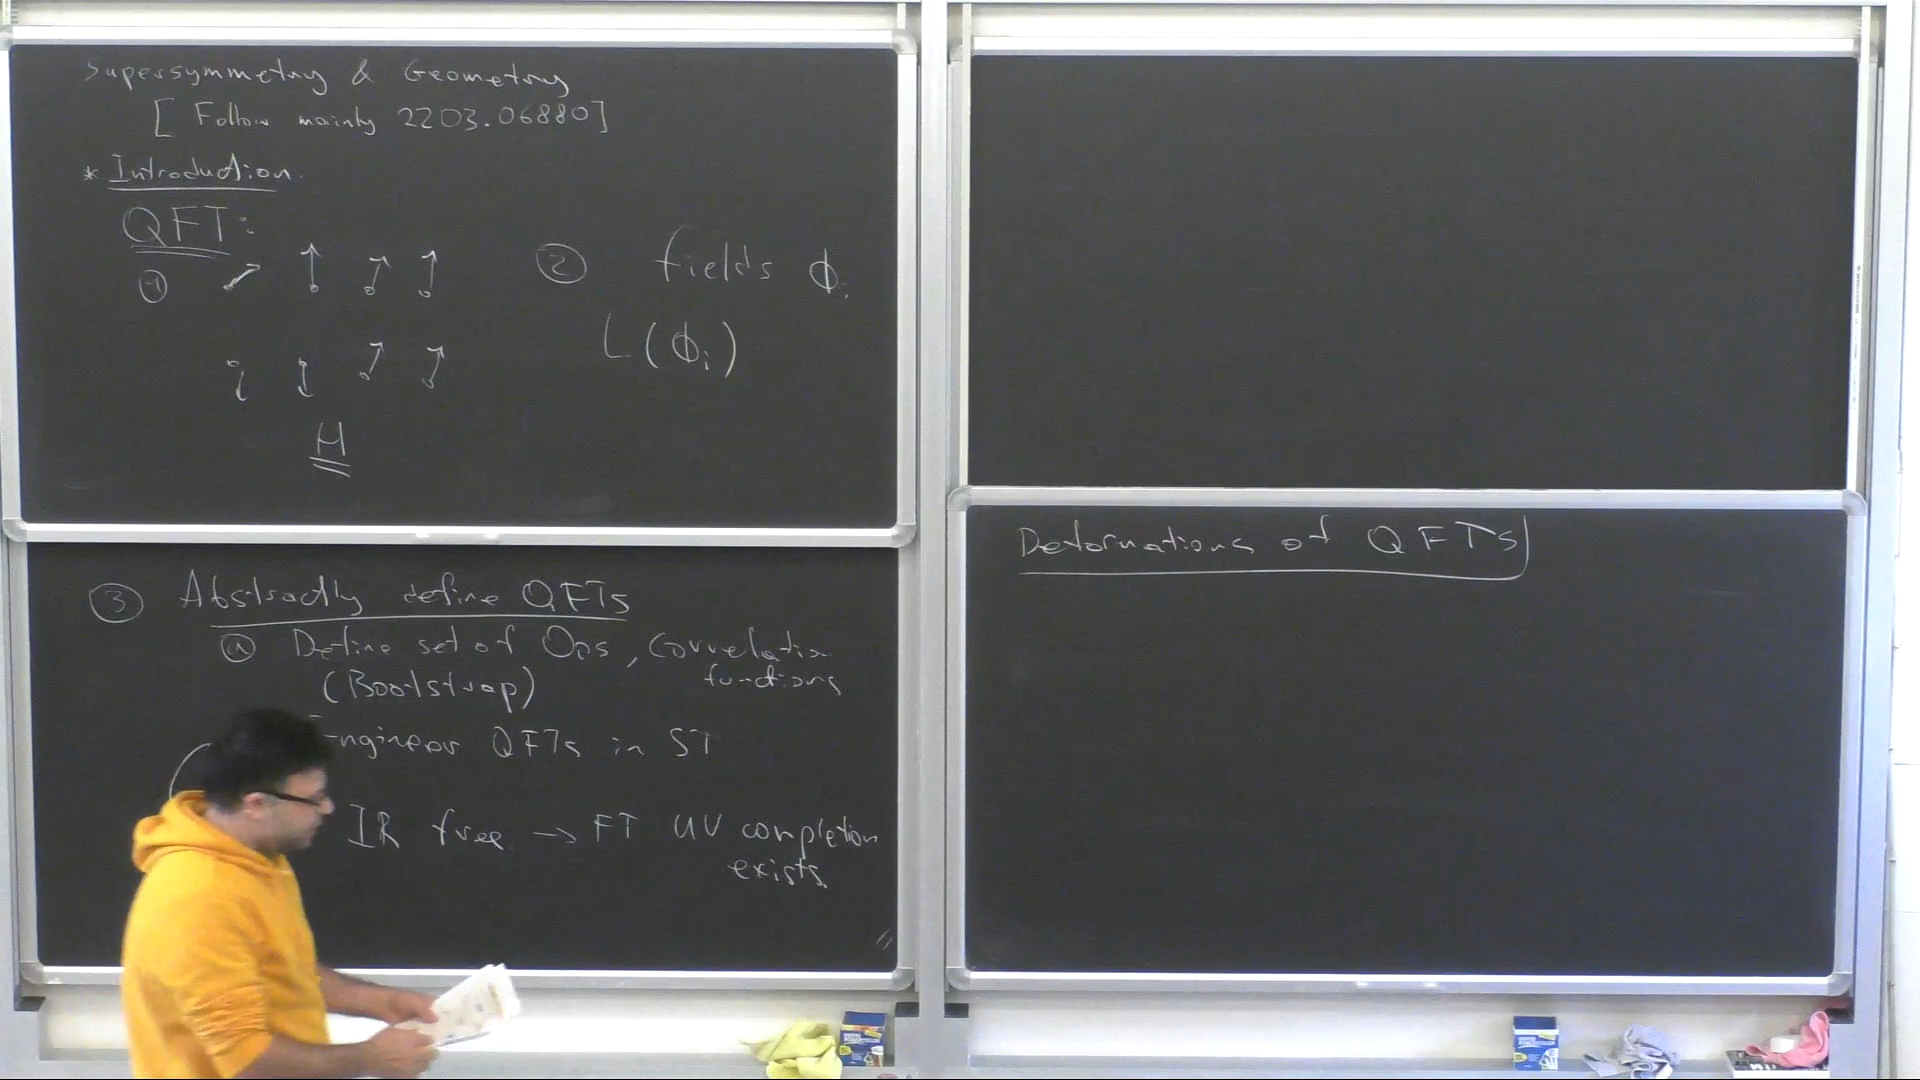 Supersymmetry & Geometry
[Follow mainly 2203.06880]
* Introduction.
QFT:
① ② fields ϕi
L(ϕi)
H
③ Abstractly define QFTs
ⓐ Define set of Ops, Correlation
functions
(Bootstrap)
Engineer QFTs in ST
IR free → FT UV completion
exists
Deformations of QFTs